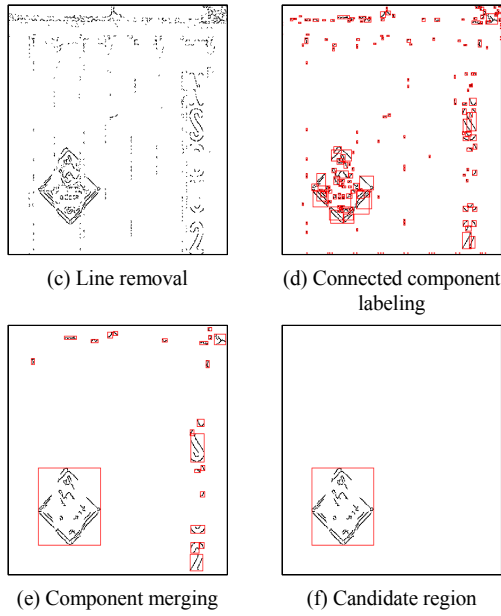 (c) Line removal
(d) Connected component
labeling
(e) Component merging
(f) Candidate region